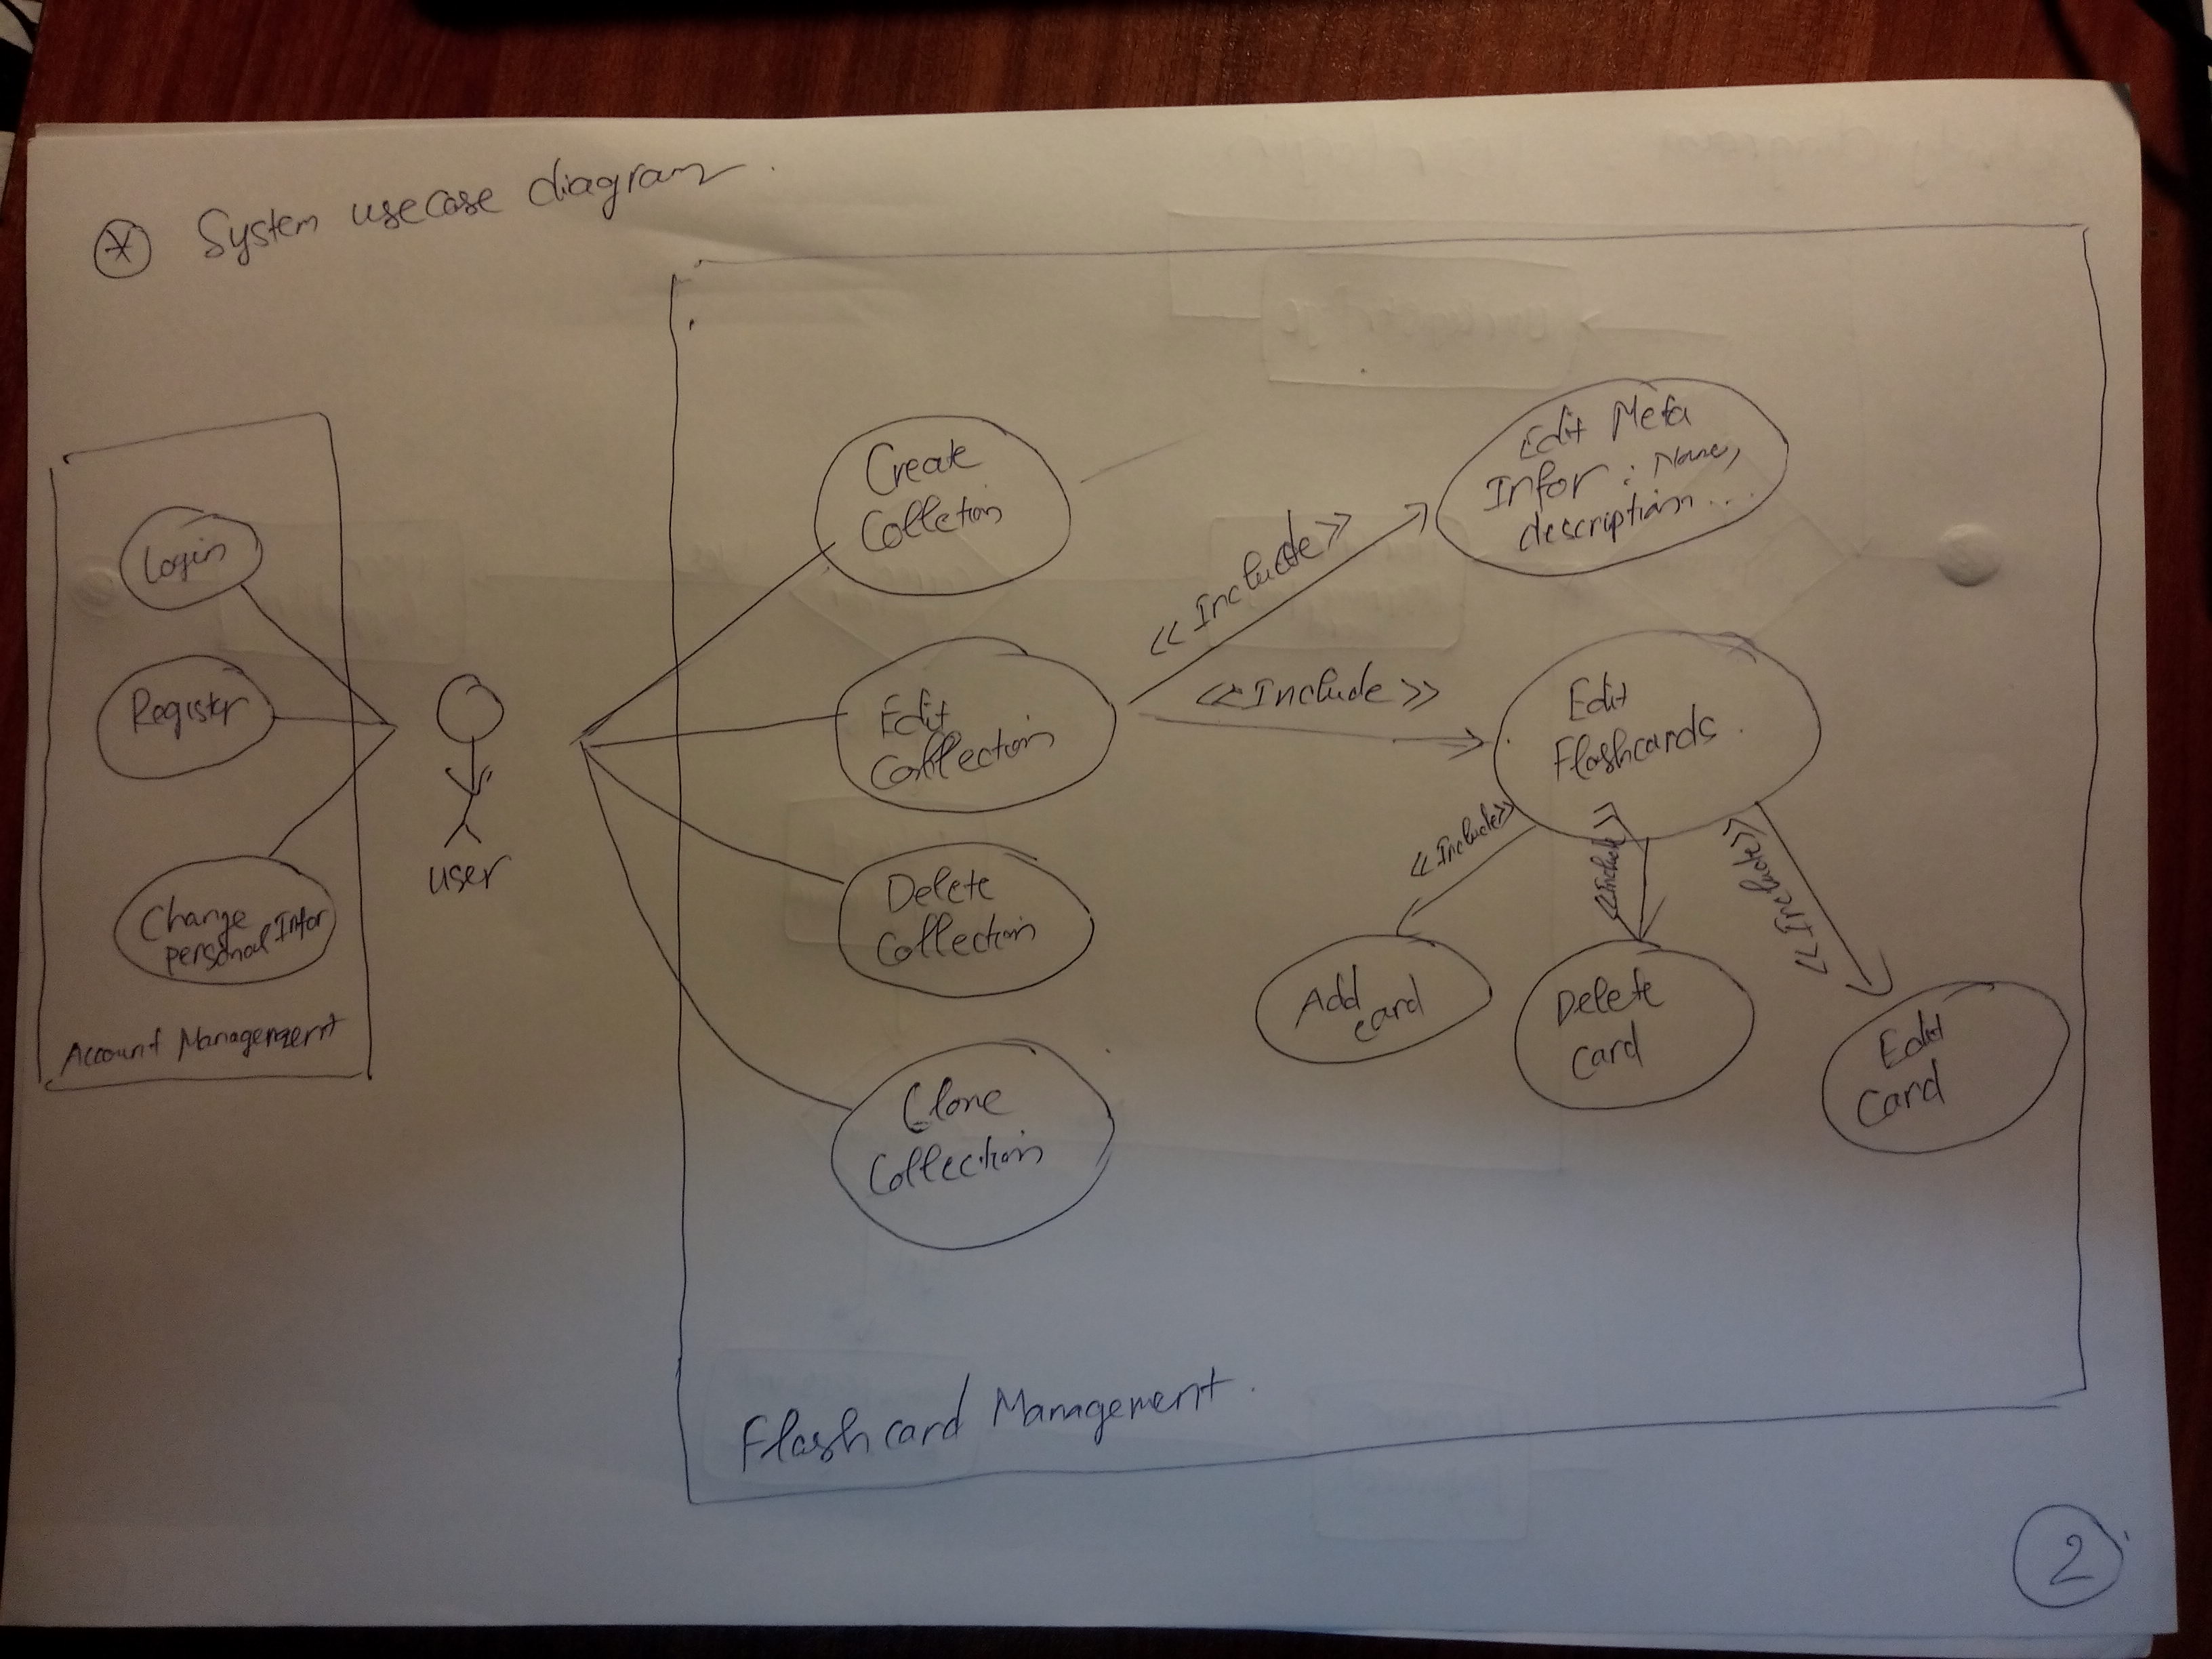 * System usecase diagram.
Login
Register
Change
personal Infor
Account Management
user
Create
Colletion
Edit
Collection
Delete
Collection
Clone
Collection
<<Include>>
<<Include>>
Edit Meta
Infor : Name,
description...
Edit
Flashcards.
<<Include>>
<<Include>>
<<Include>>
Add
card
Delete
card
Edit
Card
Flashcard Management.
2